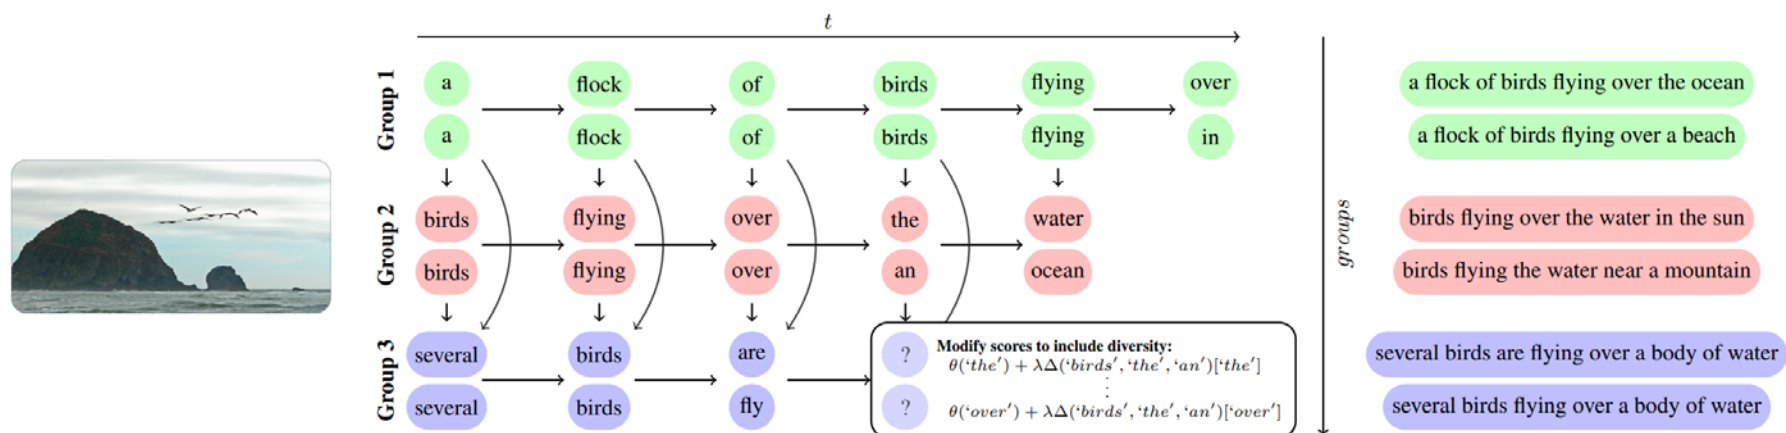 t
Group 1
a flock of birds flying over
a flock of birds flying in
Group 2
birds flying over the water
birds flying over an ocean
Group 3
several birds are ?
several birds fly ?
Modify scores to include diversity:
θ(‘the′) + λΔ(‘birds′, ‘the′, ‘an′)[‘the′]
⋮
θ(‘over′) + λΔ(‘birds′, ‘the′, ‘an′)[‘over′]
groups
a flock of birds flying over the ocean
a flock of birds flying over a beach
birds flying over the water in the sun
birds flying the water near a mountain
several birds are flying over a body of water
several birds flying over a body of water